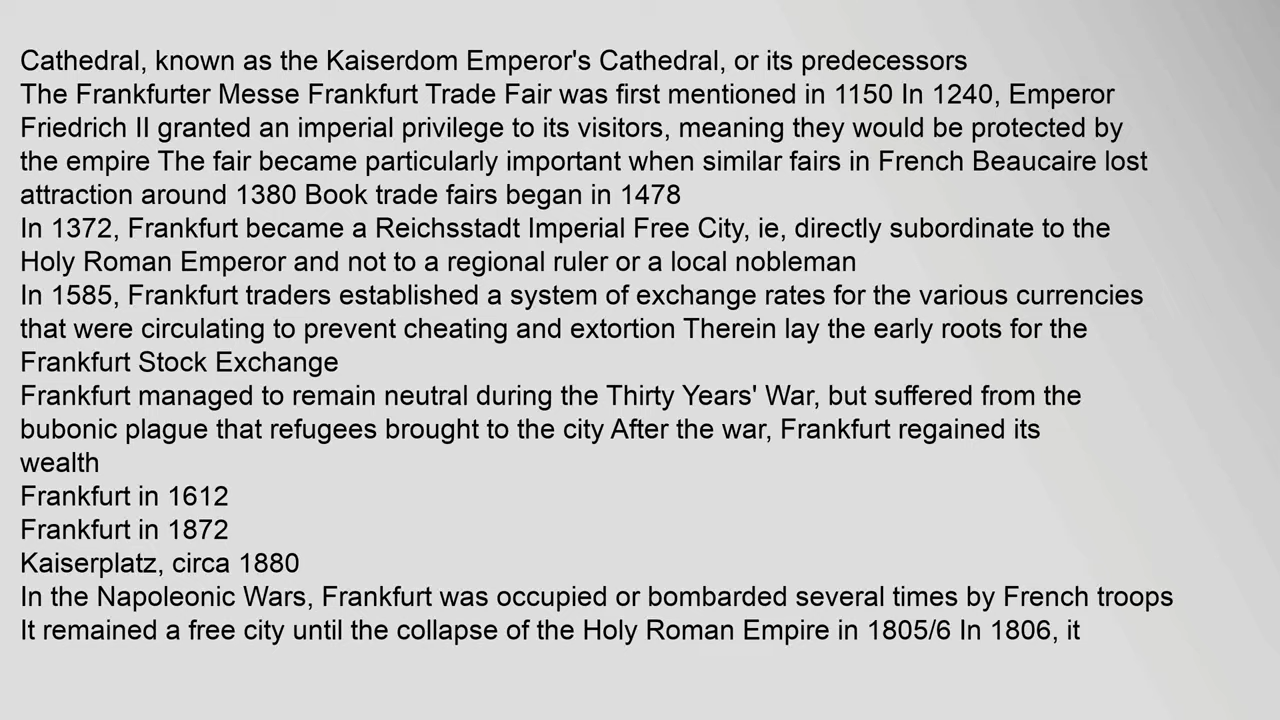 Cathedral, known as the Kaiserdom Emperor's Cathedral, or its predecessors
The Frankfurter Messe Frankfurt Trade Fair was first mentioned in 1150 In 1240, Emperor
Friedrich II granted an imperial privilege to its visitors, meaning they would be protected by
the empire The fair became particularly important when similar fairs in French Beaucaire lost
attraction around 1380 Book trade fairs began in 1478
In 1372, Frankfurt became a Reichsstadt Imperial Free City, ie, directly subordinate to the
Holy Roman Emperor and not to a regional ruler or a local nobleman
In 1585, Frankfurt traders established a system of exchange rates for the various currencies
that were circulating to prevent cheating and extortion Therein lay the early roots for the
Frankfurt Stock Exchange
Frankfurt managed to remain neutral during the Thirty Years' War, but suffered from the
bubonic plague that refugees brought to the city After the war, Frankfurt regained its
wealth
Frankfurt in 1612
Frankfurt in 1872
Kaiserplatz, circa 1880
In the Napoleonic Wars, Frankfurt was occupied or bombarded several times by French troops
It remained a free city until the collapse of the Holy Roman Empire in 1805/6 In 1806, it